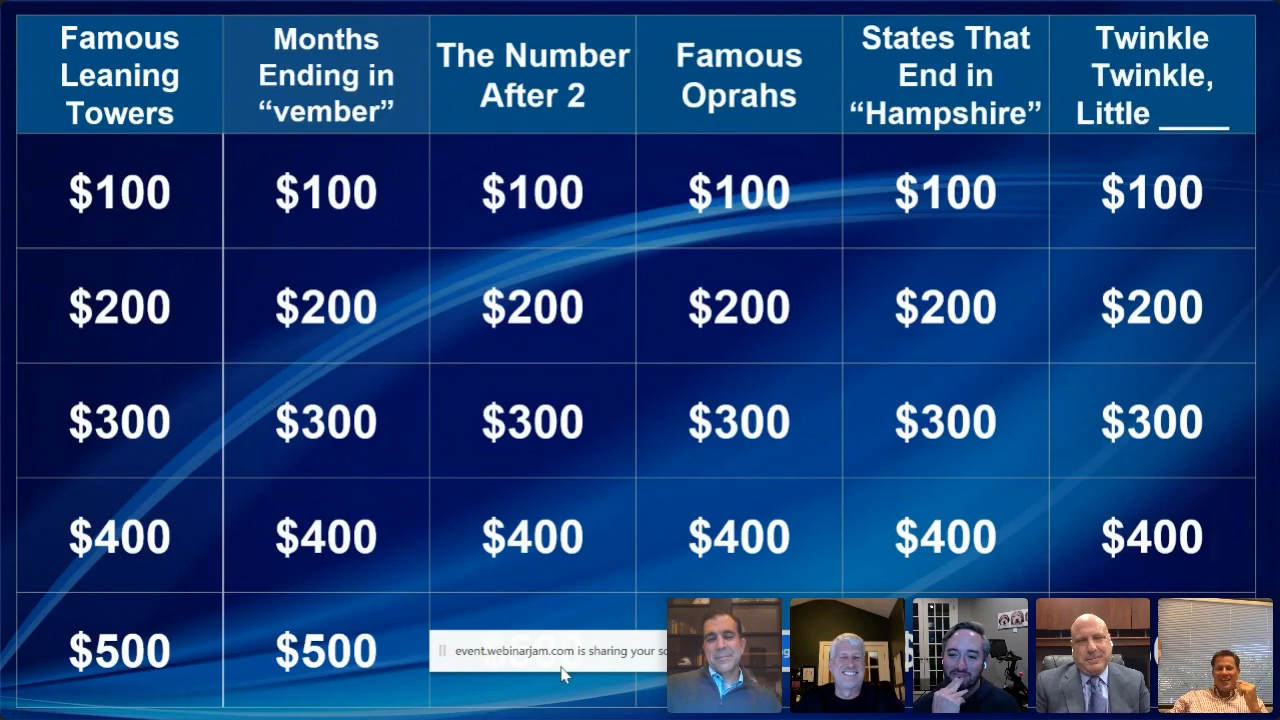 Famous
Leaning
Towers
Months
Ending in
“vember”
The Number
After 2
Famous
Oprahs
States That
End in
“Hampshire”
Twinkle
Twinkle,
Little ____
$100 $100 $100 $100 $100 $100
$200 $200 $200 $200 $200 $200
$300 $300 $300 $300 $300 $300
$400 $400 $400 $400 $400 $400
$500 $500
event.webinarjam.com is sharing your